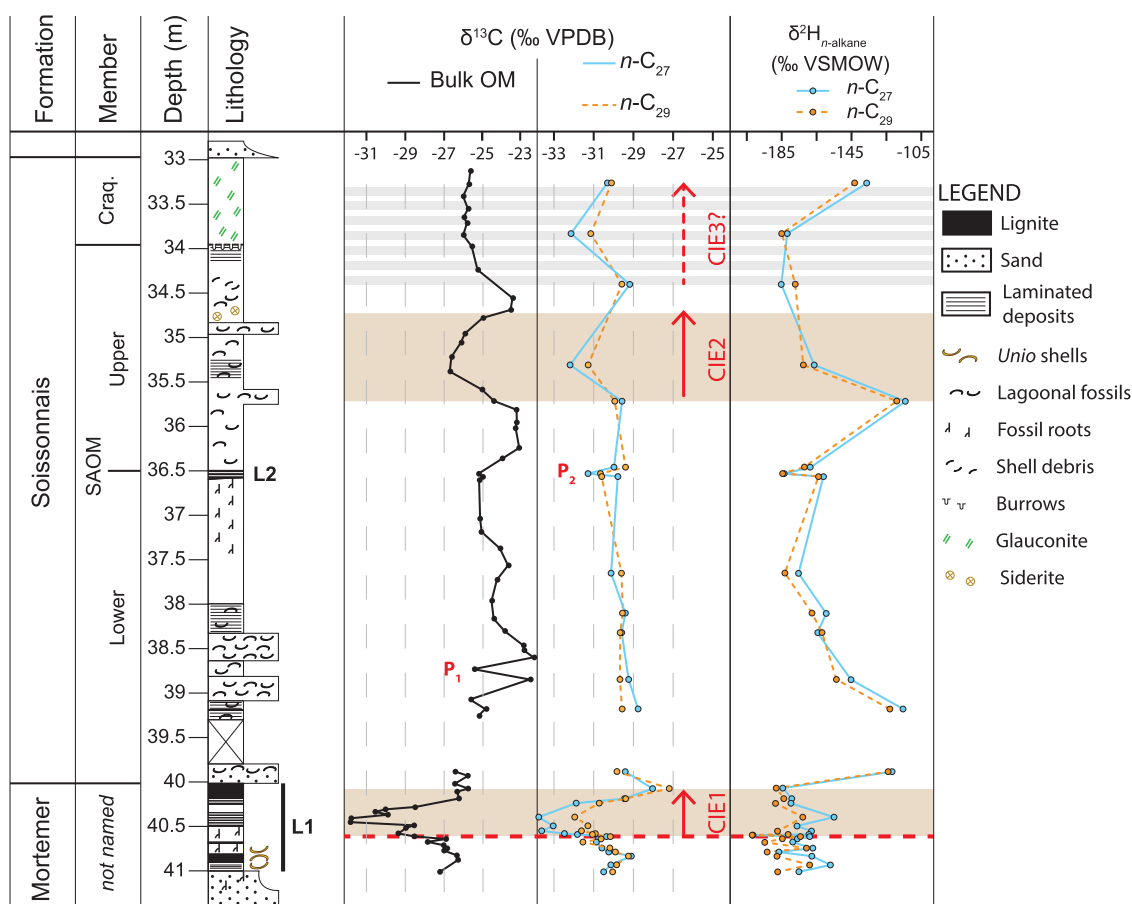 Formation
Member
Depth (m)
Lithology
δ¹³C (‰ VPDB)
Bulk OM
n-C₂₇
n-C₂₉
δ²Hₙ₋ₐₗₖₐₙₑ
(‰ VSMOW)
n-C₂₇
n-C₂₉
-31 -29 -27 -25 -23
-33 -31 -29 -27 -25
-185 -145 -105
33
33.5
34
34.5
35
35.5
36
36.5
37
37.5
38
38.5
39
39.5
40
40.5
41
Soissonnais
Mortemer
Craq.
SAOM
Upper
Lower
not named
L2
L1
P₁
P₂
CIE3?
CIE2
CIE1
LEGEND
Lignite
Sand
Laminated
deposits
Unio shells
Lagoonal fossils
Fossil roots
Shell debris
Burrows
Glauconite
Siderite